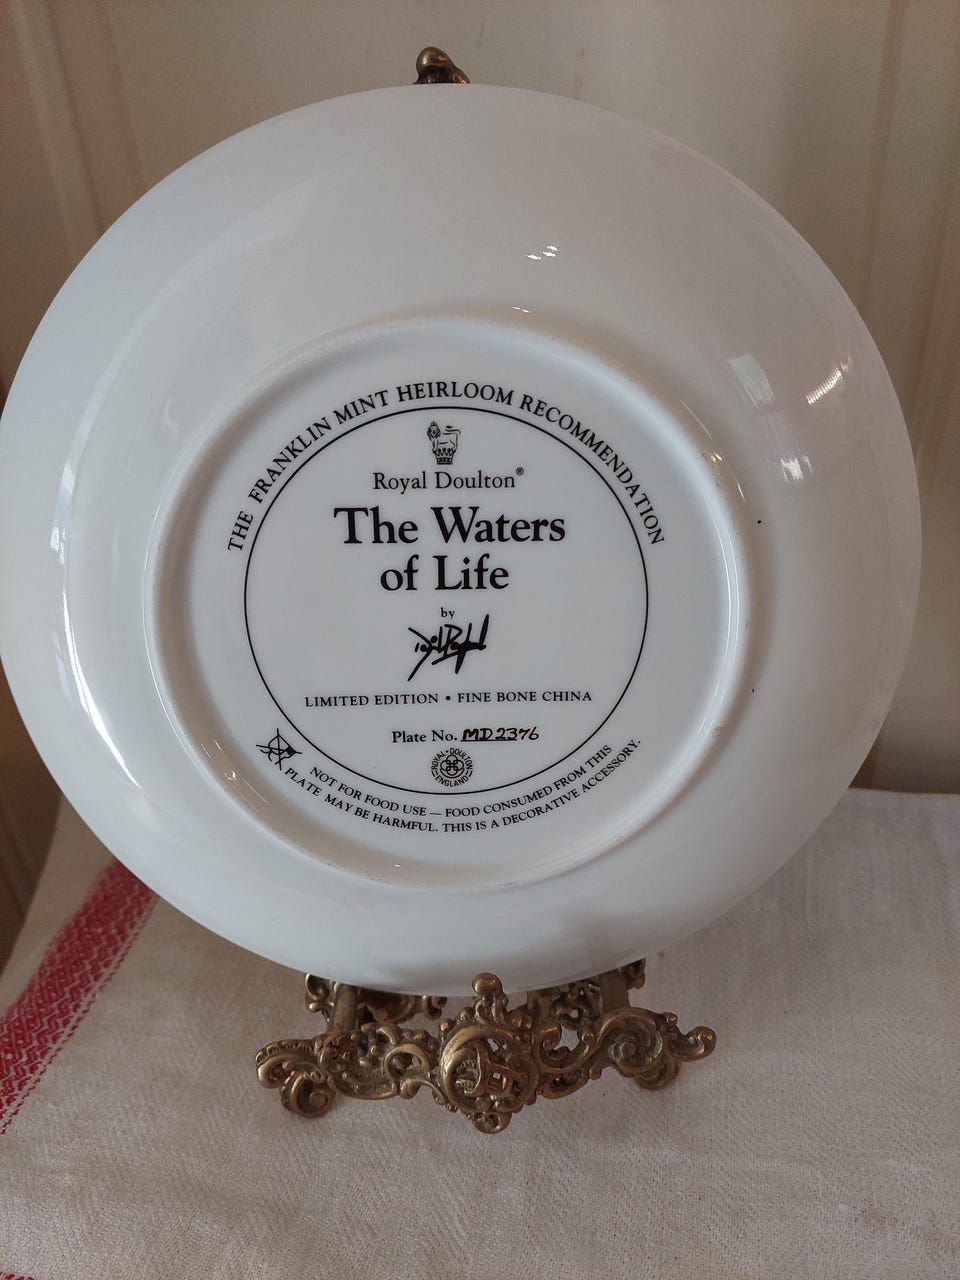 THE FRANKLIN MINT HEIRLOOM RECOMMENDATION
Royal Doulton®
The Waters
of Life
by
LIMITED EDITION • FINE BONE CHINA
Plate No. MD2376
ROYAL • DOULTON
ENGLAND
NOT FOR FOOD USE — FOOD CONSUMED FROM THIS
PLATE MAY BE HARMFUL. THIS IS A DECORATIVE ACCESSORY.